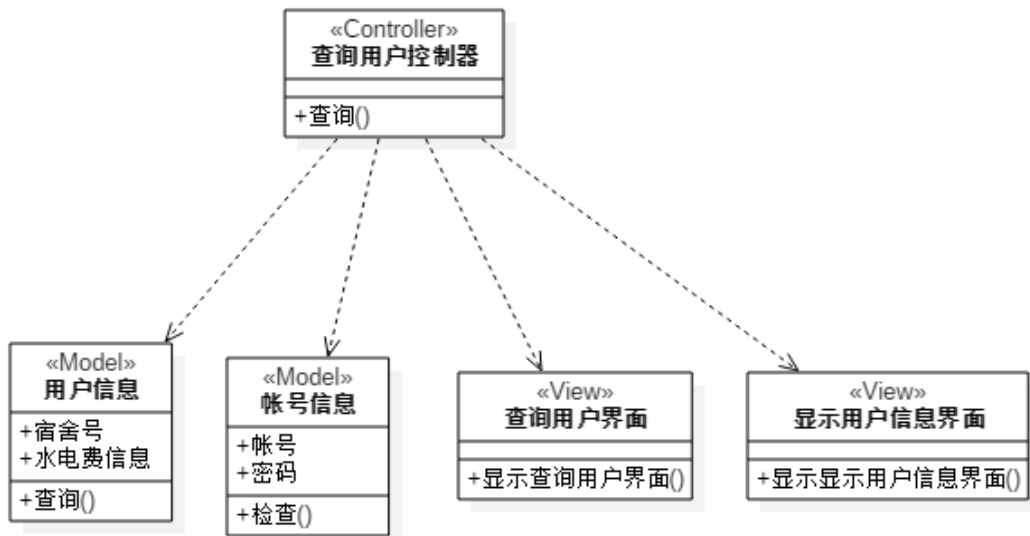 «Controller»
查询用户控制器
+查询()
«Model»
用户信息
+宿舍号
+水电费信息
+查询()
«Model»
帐号信息
+帐号
+密码
+检查()
«View»
查询用户界面
+显示查询用户界面()
«View»
显示用户信息界面
+显示显示用户信息界面()